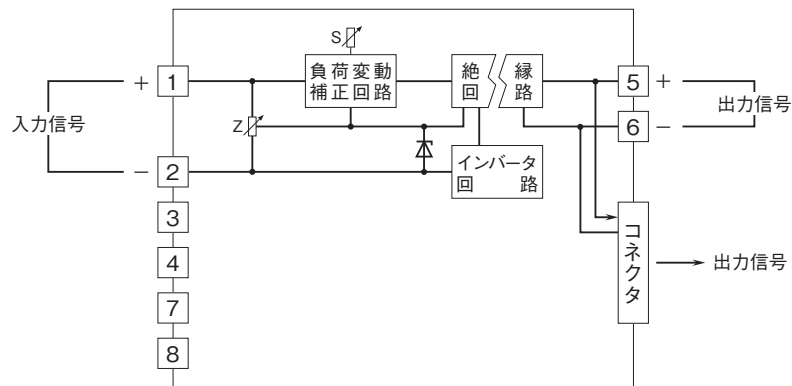 S
負荷変動
補正回路
絶 縁
回 路
+ 1
5 +
入力信号
Z
出力信号
6 −
− 2
インバータ
回 路
3
4
7
8
コネクタ
出力信号